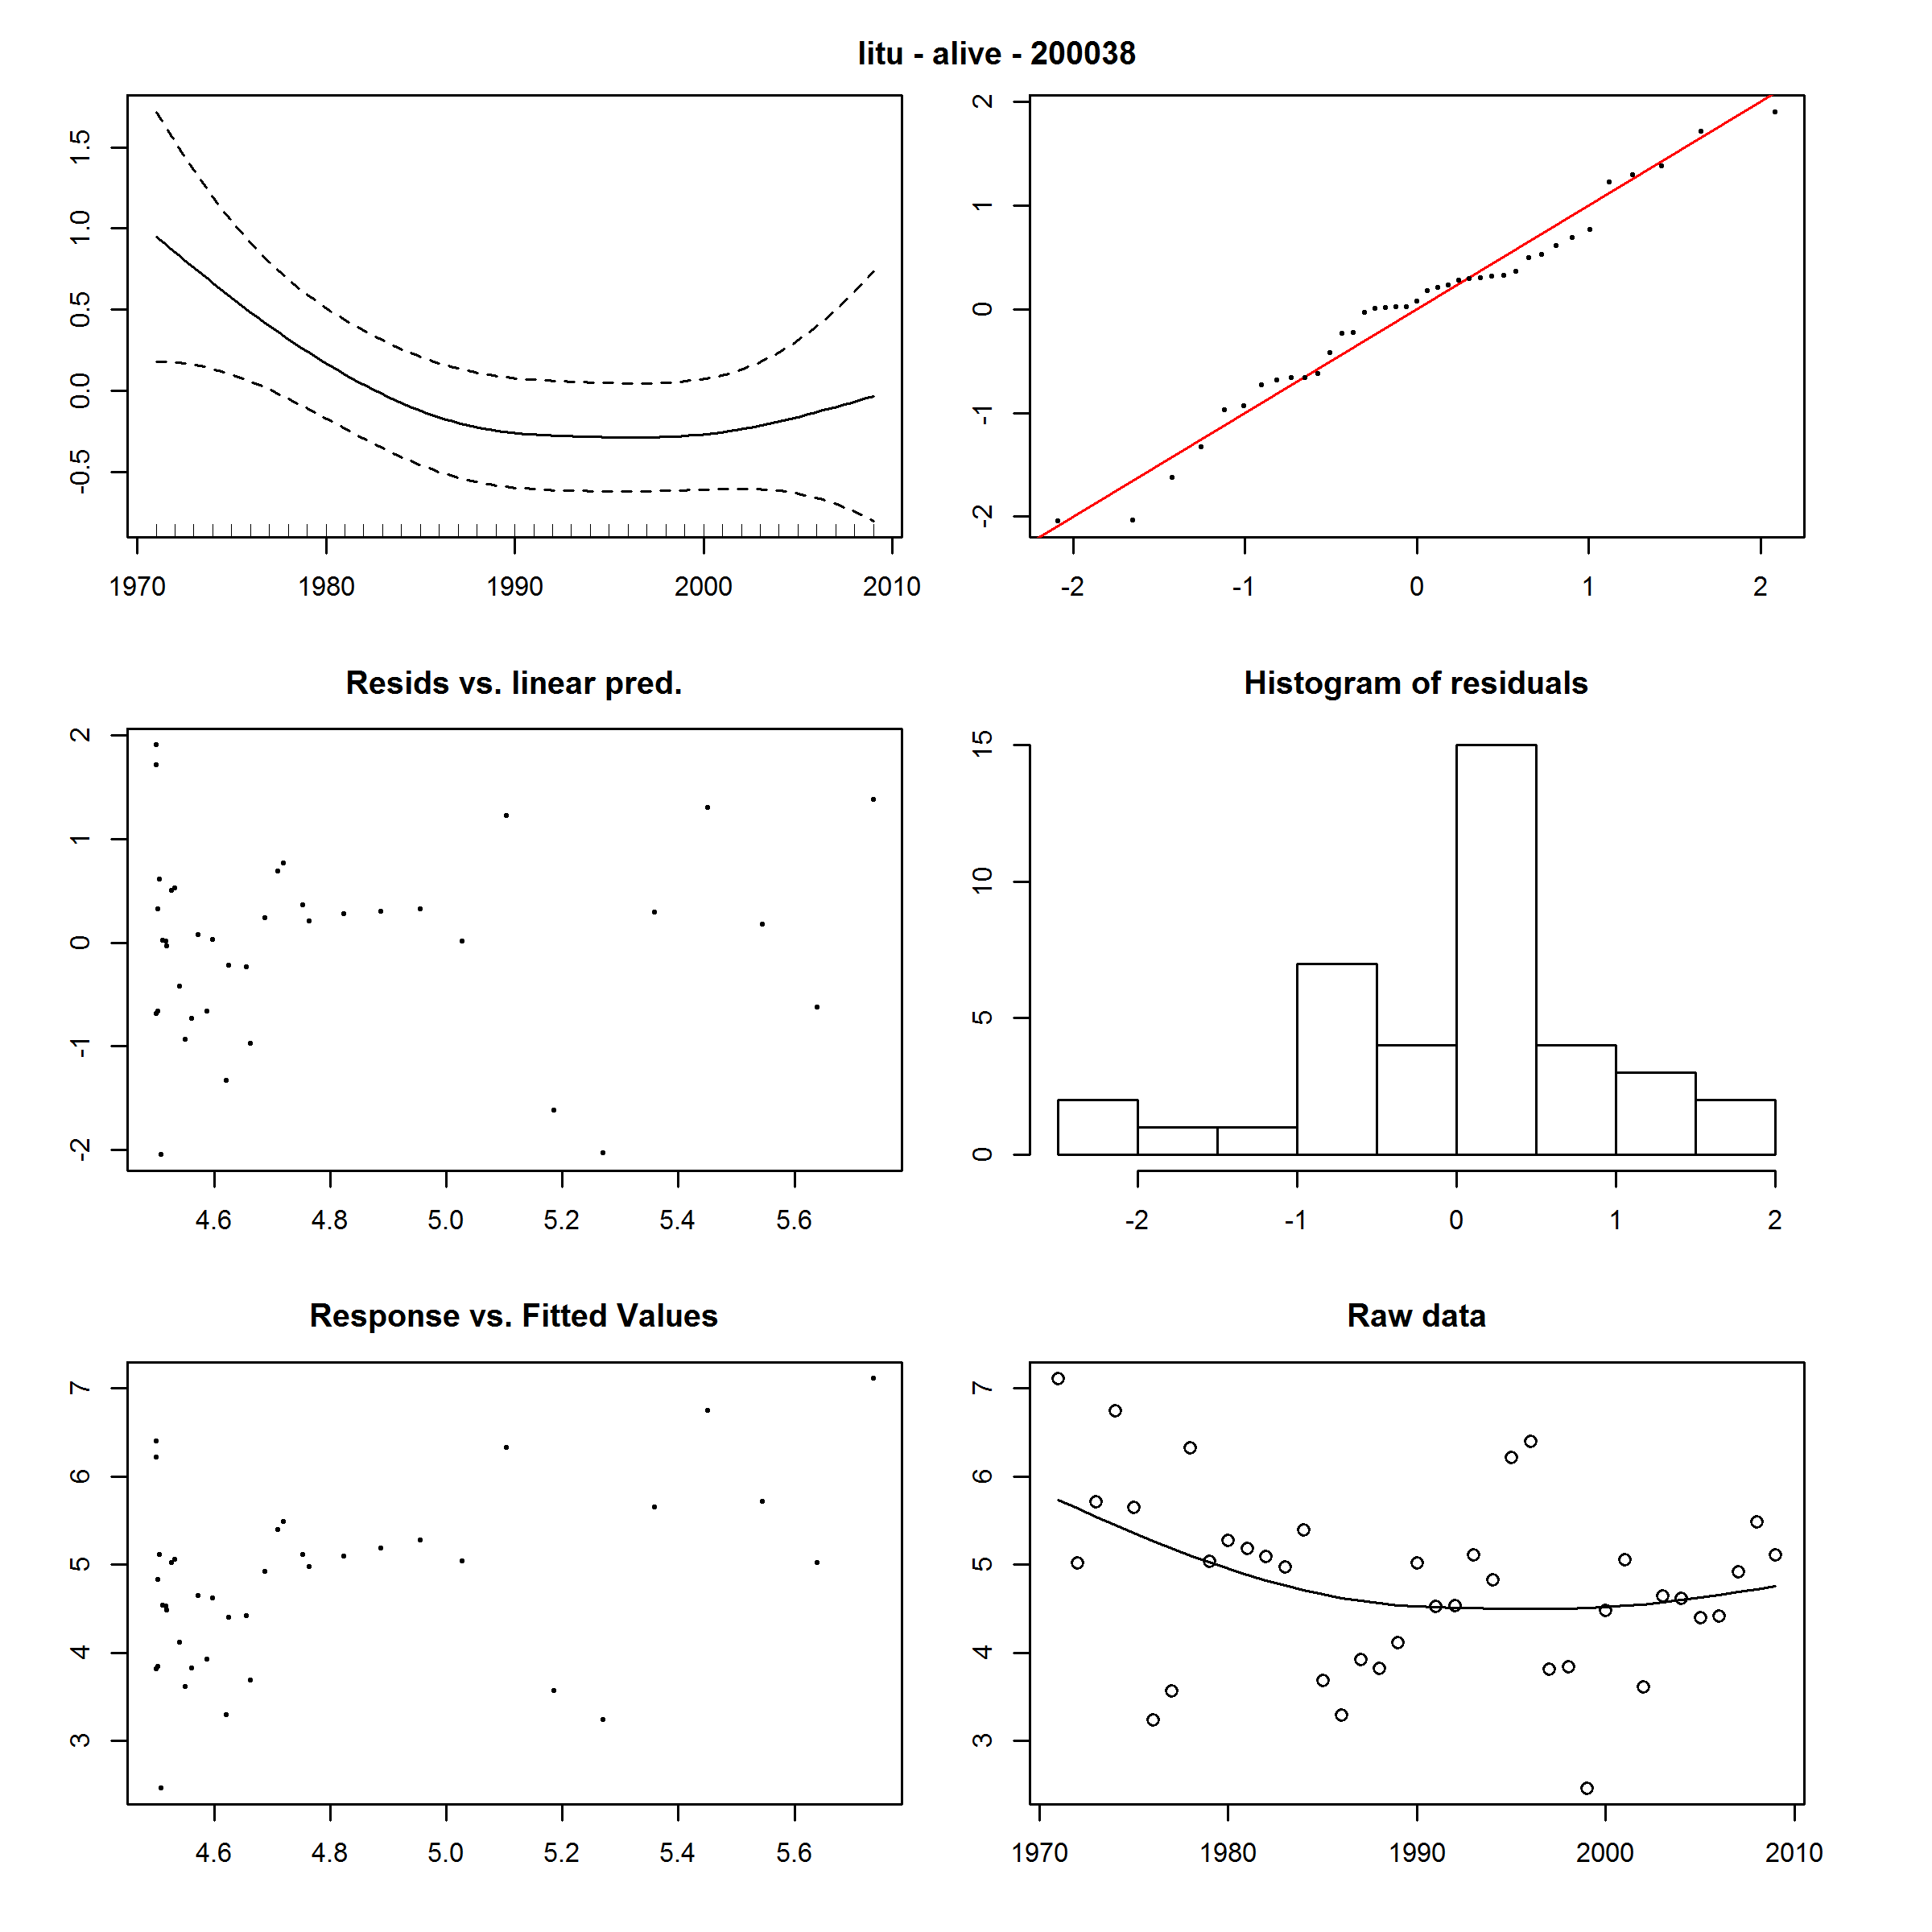 litu - alive - 200038
1.5
1.0
0.5
0.0
-0.5
1970 1980 1990 2000 2010
2
1
0
-1
-2
-2 -1 0 1 2
Resids vs. linear pred.
2
1
0
-1
-2
4.6 4.8 5.0 5.2 5.4 5.6
Histogram of residuals
15
10
5
0
-2 -1 0 1 2
Response vs. Fitted Values
7
6
5
4
3
4.6 4.8 5.0 5.2 5.4 5.6
Raw data
7
6
5
4
3
1970 1980 1990 2000 2010